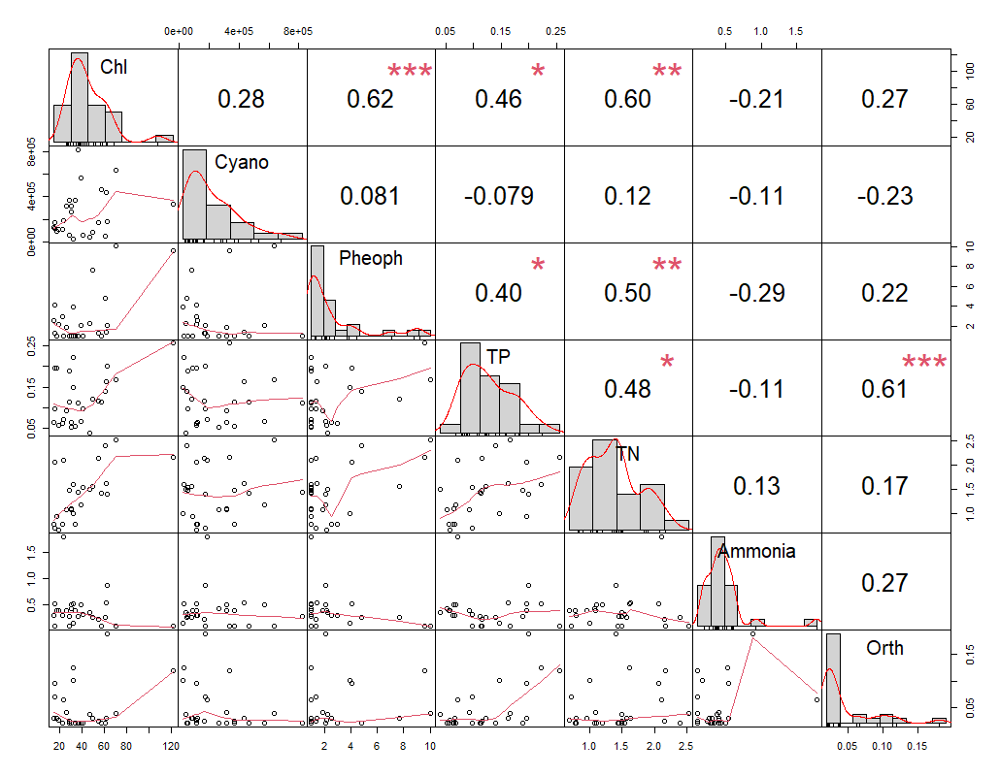 0e+00 4e+05 8e+05 0.05 0.15 0.25 0.5 1.0 1.5
Chl *** * **
0.28 0.62 0.46 0.60 -0.21 0.27
20 60 100
Cyano
0.081 -0.079 0.12 -0.11 -0.23
0e+00 4e+05 8e+05
Pheoph * **
0.40 0.50 -0.29 0.22
2 4 6 8 10
TP * ***
0.48 -0.11 0.61
0.05 0.15 0.25
TN
0.13 0.17
1.0 1.5 2.0 2.5
Ammonia
0.27
0.5 1.0 1.5
Orth
0.05 0.15
20 40 60 80 120 2 4 6 8 10 1.0 1.5 2.0 2.5 0.05 0.10 0.15